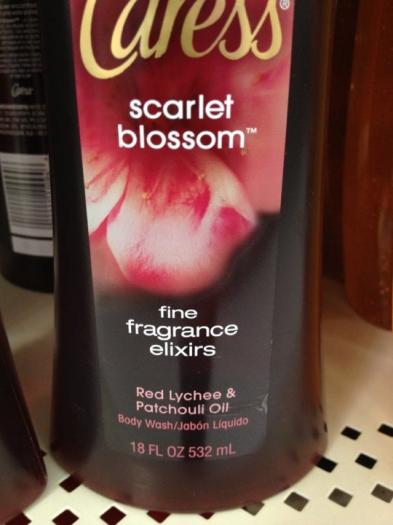 Caress®
scarlet
blossom™
fine
fragrance
elixirs
Red Lychee &
Patchouli Oil
Body Wash/Jabón Líquido
18 FL OZ 532 mL
Caress